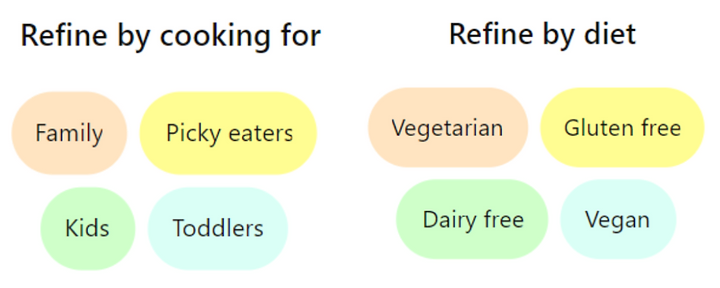 Refine by cooking for
Family
Picky eaters
Kids
Toddlers
Refine by diet
Vegetarian
Gluten free
Dairy free
Vegan